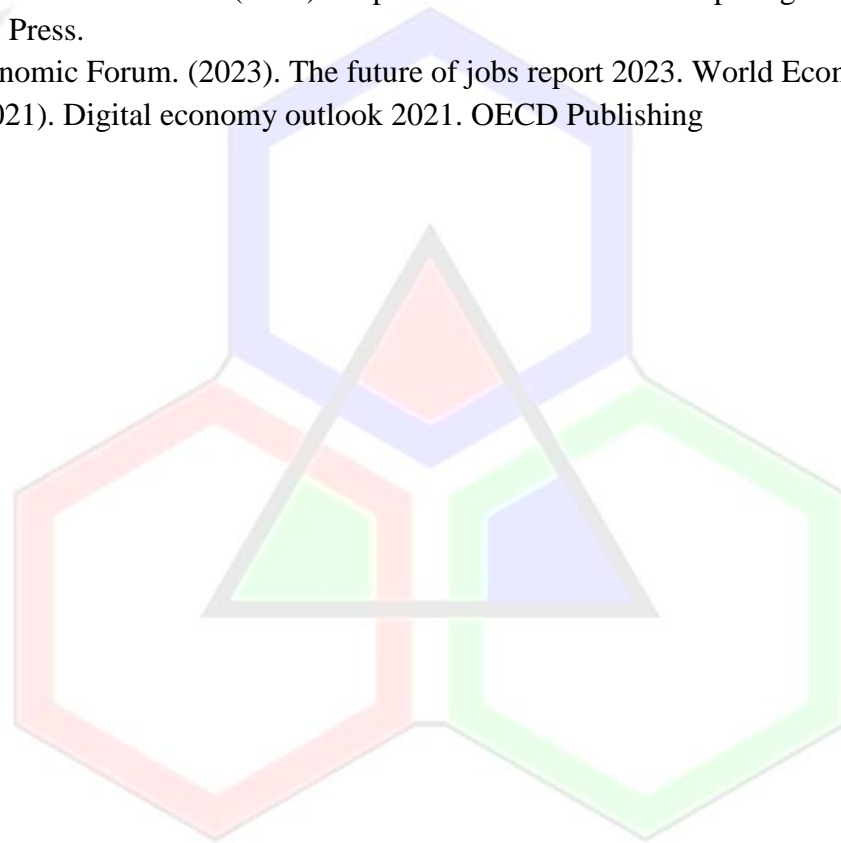 Press.
nomic Forum. (2023). The future of jobs report 2023. World Econ
021). Digital economy outlook 2021. OECD Publishing